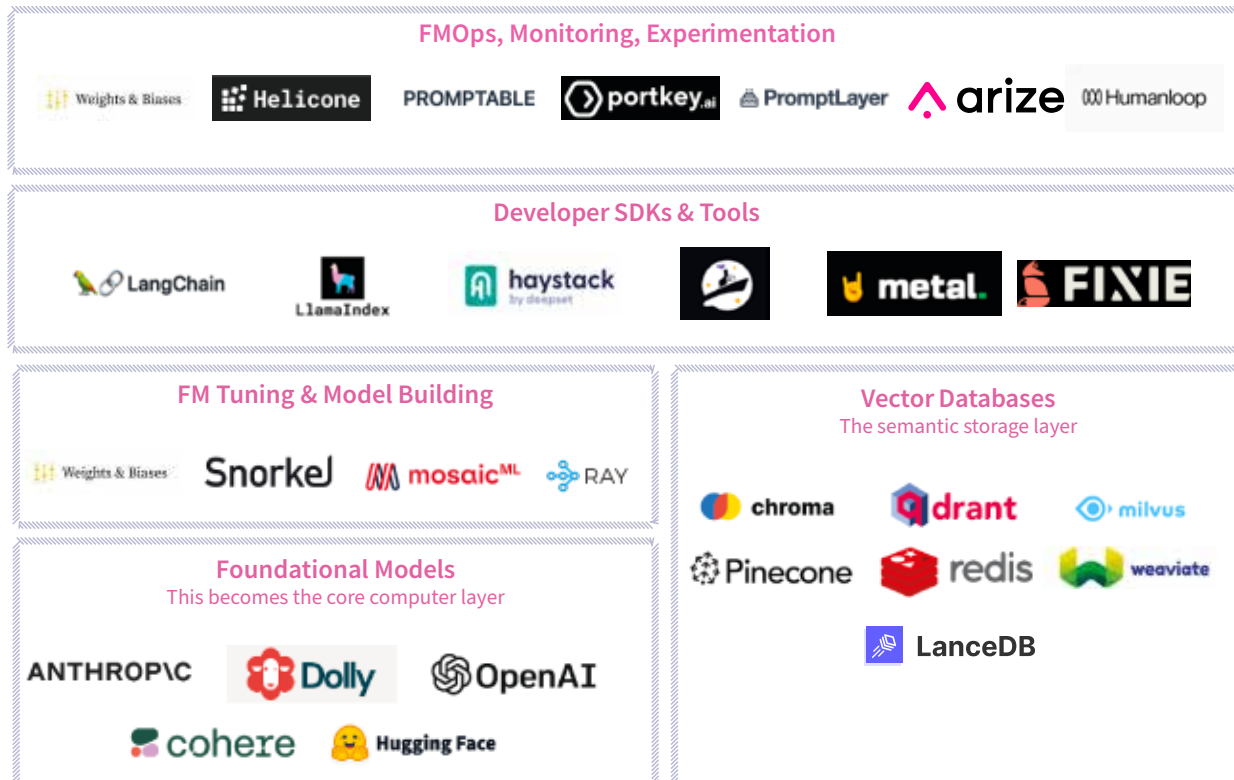 FMOps, Monitoring, Experimentation
Weights & Biases
Helicone
PROMPTABLE
portkey.ai
PromptLayer
arize
Humanloop
Developer SDKs & Tools
LangChain
LlamaIndex
haystack
by deepset
metal.
FIXIE
FM Tuning & Model Building
Weights & Biases
Snorkel
mosaicML
RAY
Vector Databases
The semantic storage layer
chroma
qdrant
milvus
Pinecone
redis
weaviate
LanceDB
Foundational Models
This becomes the core computer layer
ANTHROP\C
Dolly
OpenAI
cohere
Hugging Face